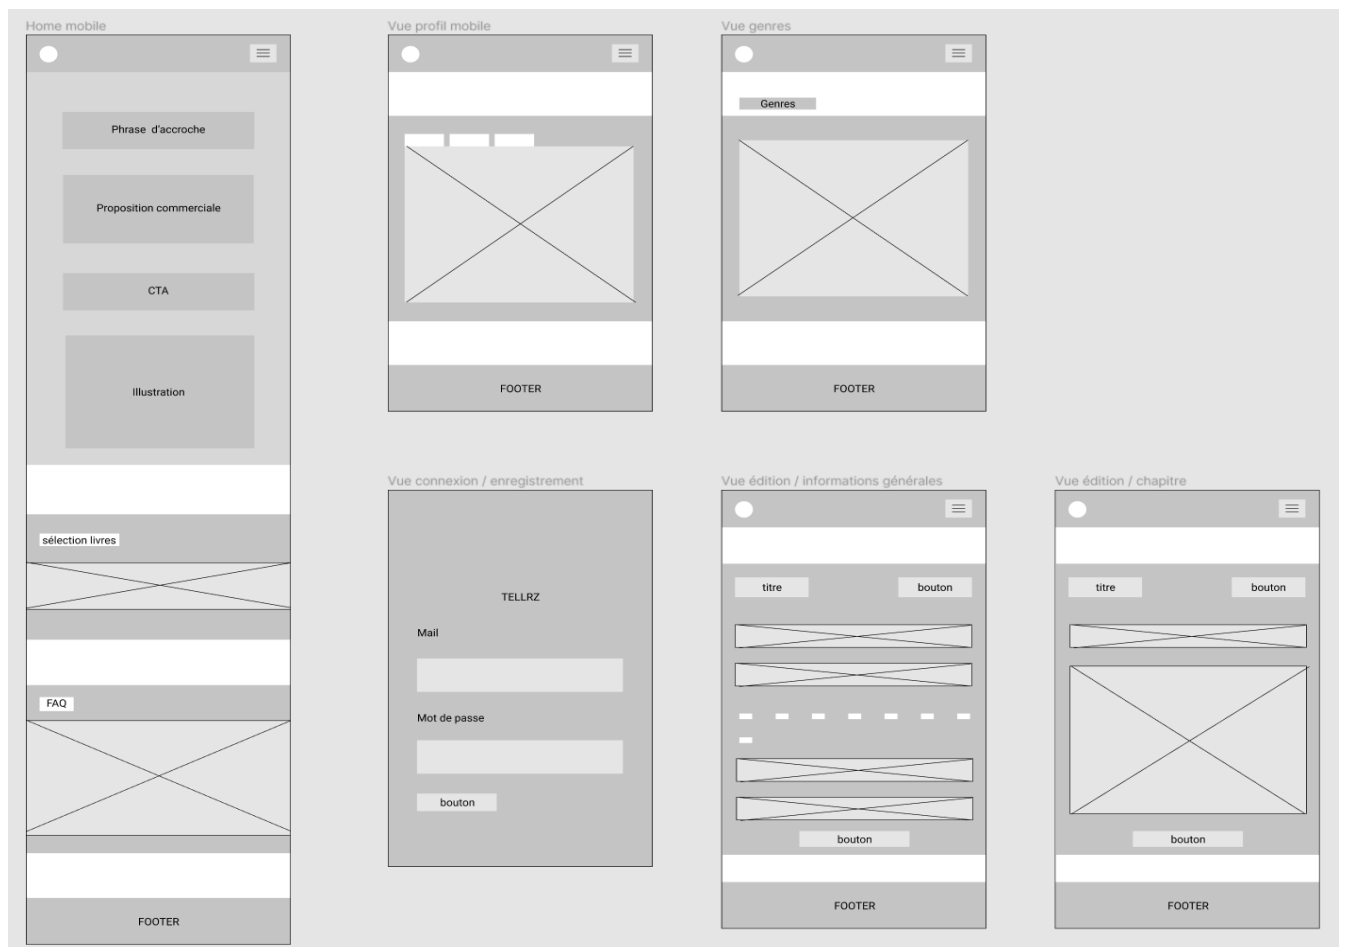 Home mobile
Phrase d'accroche
Proposition commerciale
CTA
Illustration
sélection livres
FAQ
FOOTER
Vue profil mobile
FOOTER
Vue genres
Genres
FOOTER
Vue connexion / enregistrement
TELLRZ
Mail
Mot de passe
bouton
Vue édition / informations générales
titre
bouton
bouton
FOOTER
Vue édition / chapitre
titre
bouton
bouton
FOOTER